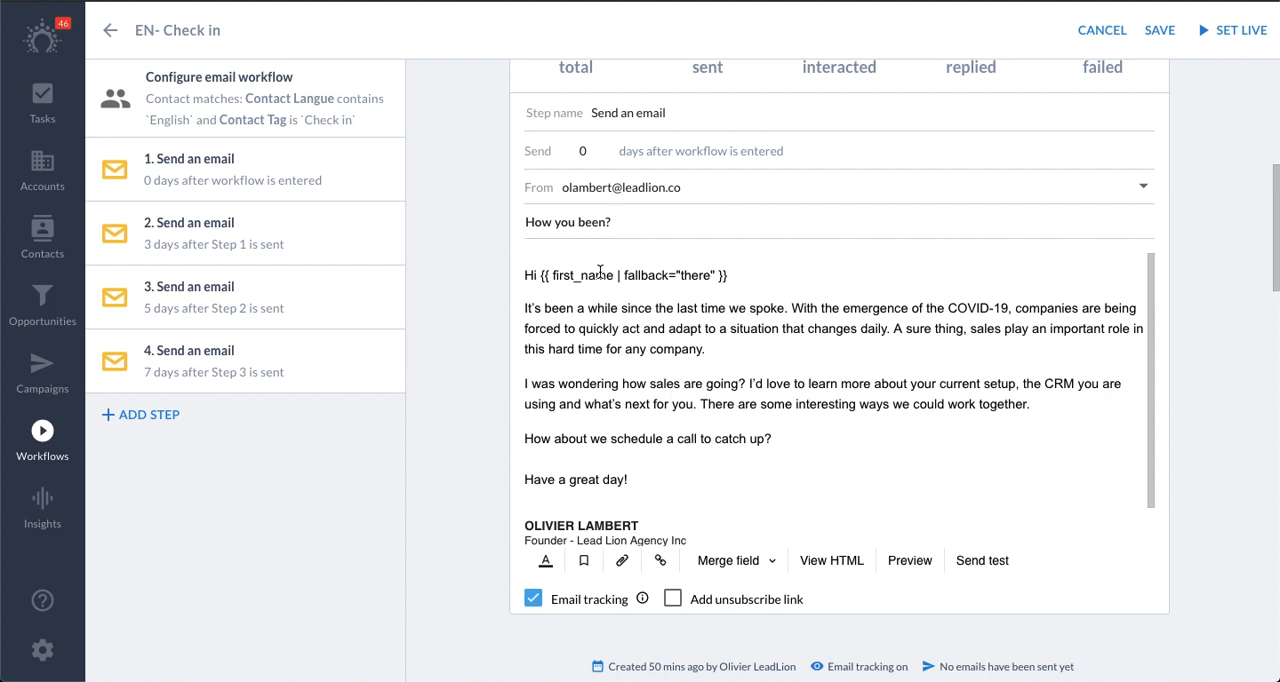 46
EN- Check in
CANCEL SAVE SET LIVE
Tasks
Accounts
Contacts
Opportunities
Campaigns
Workflows
Insights
Configure email workflow
Contact matches: Contact Langue contains
`English` and Contact Tag is `Check in`
1. Send an email
0 days after workflow is entered
2. Send an email
3 days after Step 1 is sent
3. Send an email
5 days after Step 2 is sent
4. Send an email
7 days after Step 3 is sent
+ ADD STEP
total sent interacted replied failed
Step name Send an email
Send 0 days after workflow is entered
From olambert@leadlion.co
How you been?
Hi {{ first_name | fallback="there" }}
It's been a while since the last time we spoke. With the emergence of the COVID-19, companies are being
forced to quickly act and adapt to a situation that changes daily. A sure thing, sales play an important role in
this hard time for any company.
I was wondering how sales are going? I'd love to learn more about your current setup, the CRM you are
using and what's next for you. There are some interesting ways we could work together.
How about we schedule a call to catch up?
Have a great day!
OLIVIER LAMBERT
Founder - Lead Lion Agency Inc
A Merge field View HTML Preview Send test
Email tracking Add unsubscribe link
Created 50 mins ago by Olivier LeadLion Email tracking on No emails have been sent yet